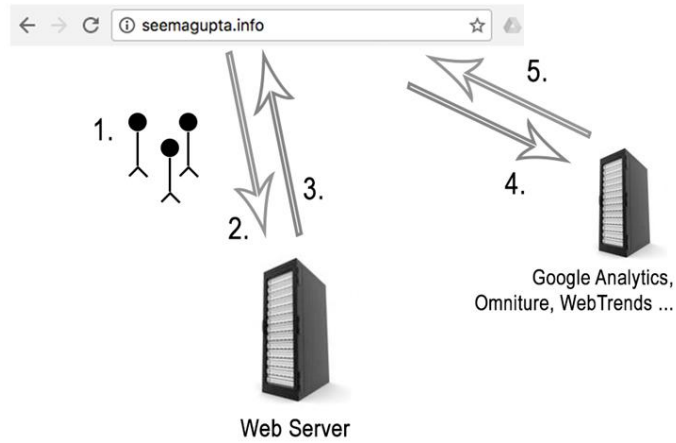 seemagupta.info
1.
2.
3.
4.
5.
Google Analytics,
Omniture, WebTrends ...
Web Server